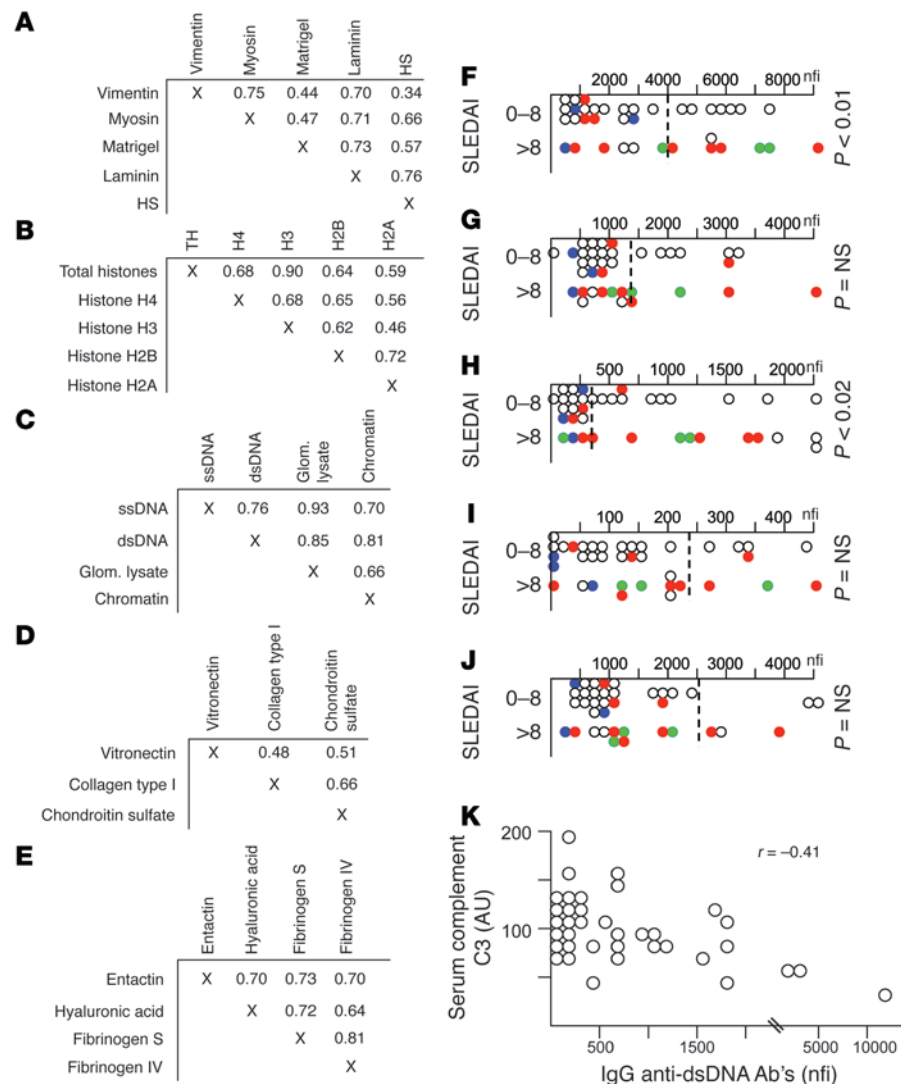 A
Vimentin Myosin Matrigel Laminin HS
Vimentin X 0.75 0.44 0.70 0.34
Myosin X 0.47 0.71 0.66
Matrigel X 0.73 0.57
Laminin X 0.76
HS X
B
TH H4 H3 H2B H2A
Total histones X 0.68 0.90 0.64 0.59
Histone H4 X 0.68 0.65 0.56
Histone H3 X 0.62 0.46
Histone H2B X 0.72
Histone H2A X
C
ssDNA dsDNA Glom. lysate Chromatin
ssDNA X 0.76 0.93 0.70
dsDNA X 0.85 0.81
Glom. lysate X 0.66
Chromatin X
D
Vitronectin Collagen type I Chondroitin sulfate
Vitronectin X 0.48 0.51
Collagen type I X 0.66
Chondroitin sulfate X
E
Entactin Hyaluronic acid Fibrinogen S Fibrinogen IV
Entactin X 0.70 0.73 0.70
Hyaluronic acid X 0.72 0.64
Fibrinogen S X 0.81
Fibrinogen IV X
F
2000 4000 6000 8000 nfi
SLEDAI
0–8
>8
P < 0.01
G
1000 2000 3000 4000 nfi
SLEDAI
0–8
>8
P = NS
H
500 1000 1500 2000 nfi
SLEDAI
0–8
>8
P < 0.02
I
100 200 300 400 nfi
SLEDAI
0–8
>8
P = NS
J
1000 2000 3000 4000 nfi
SLEDAI
0–8
>8
P = NS
K
r = –0.41
Serum complement
C3 (AU)
200
100
0
500 1500 5000 10000
IgG anti-dsDNA Ab's (nfi)